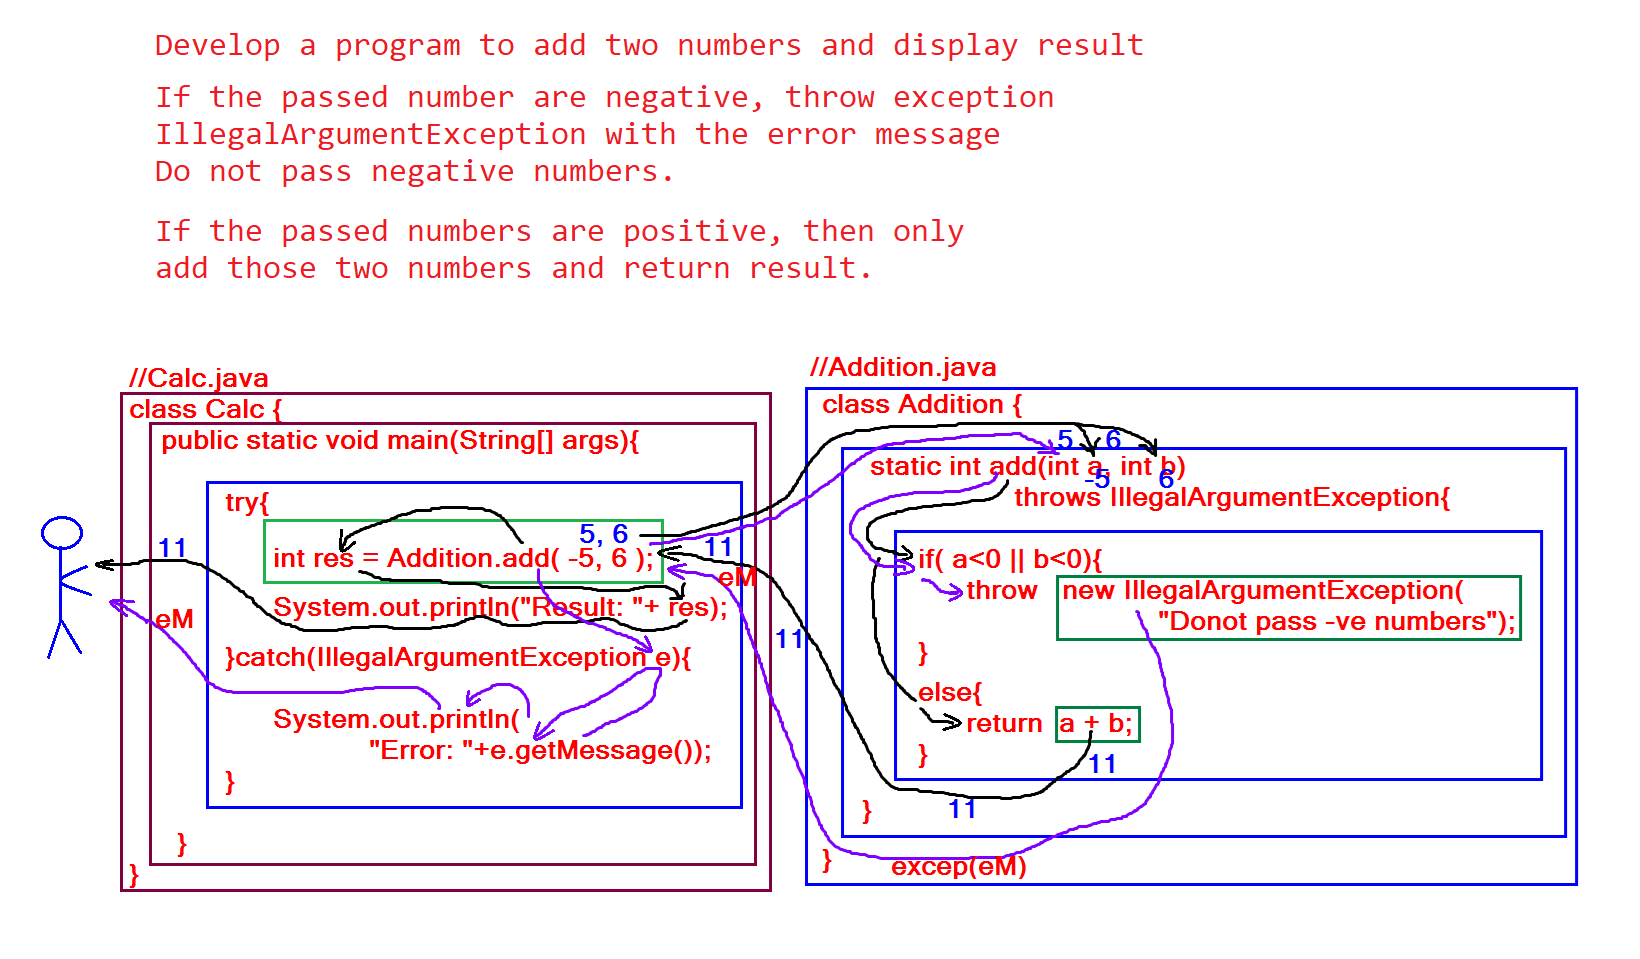 Develop a program to add two numbers and display result
If the passed number are negative, throw exception
IllegalArgumentException with the error message
Do not pass negative numbers.
If the passed numbers are positive, then only
add those two numbers and return result.
//Calc.java
class Calc {
public static void main(String[] args){
try{
5, 6
int res = Addition.add( -5, 6 );
System.out.println("Result: "+ res);
}catch(IllegalArgumentException e){
System.out.println(
"Error: "+e.getMessage());
}
}
}
11
eM
11
eM
11
//Addition.java
class Addition {
5 6
static int add(int a, int b)
-5 6
throws IllegalArgumentException{
if( a<0 || b<0){
throw new IllegalArgumentException(
"Donot pass -ve numbers");
}
else{
return a + b;
}
11
11
}
}
excep(eM)